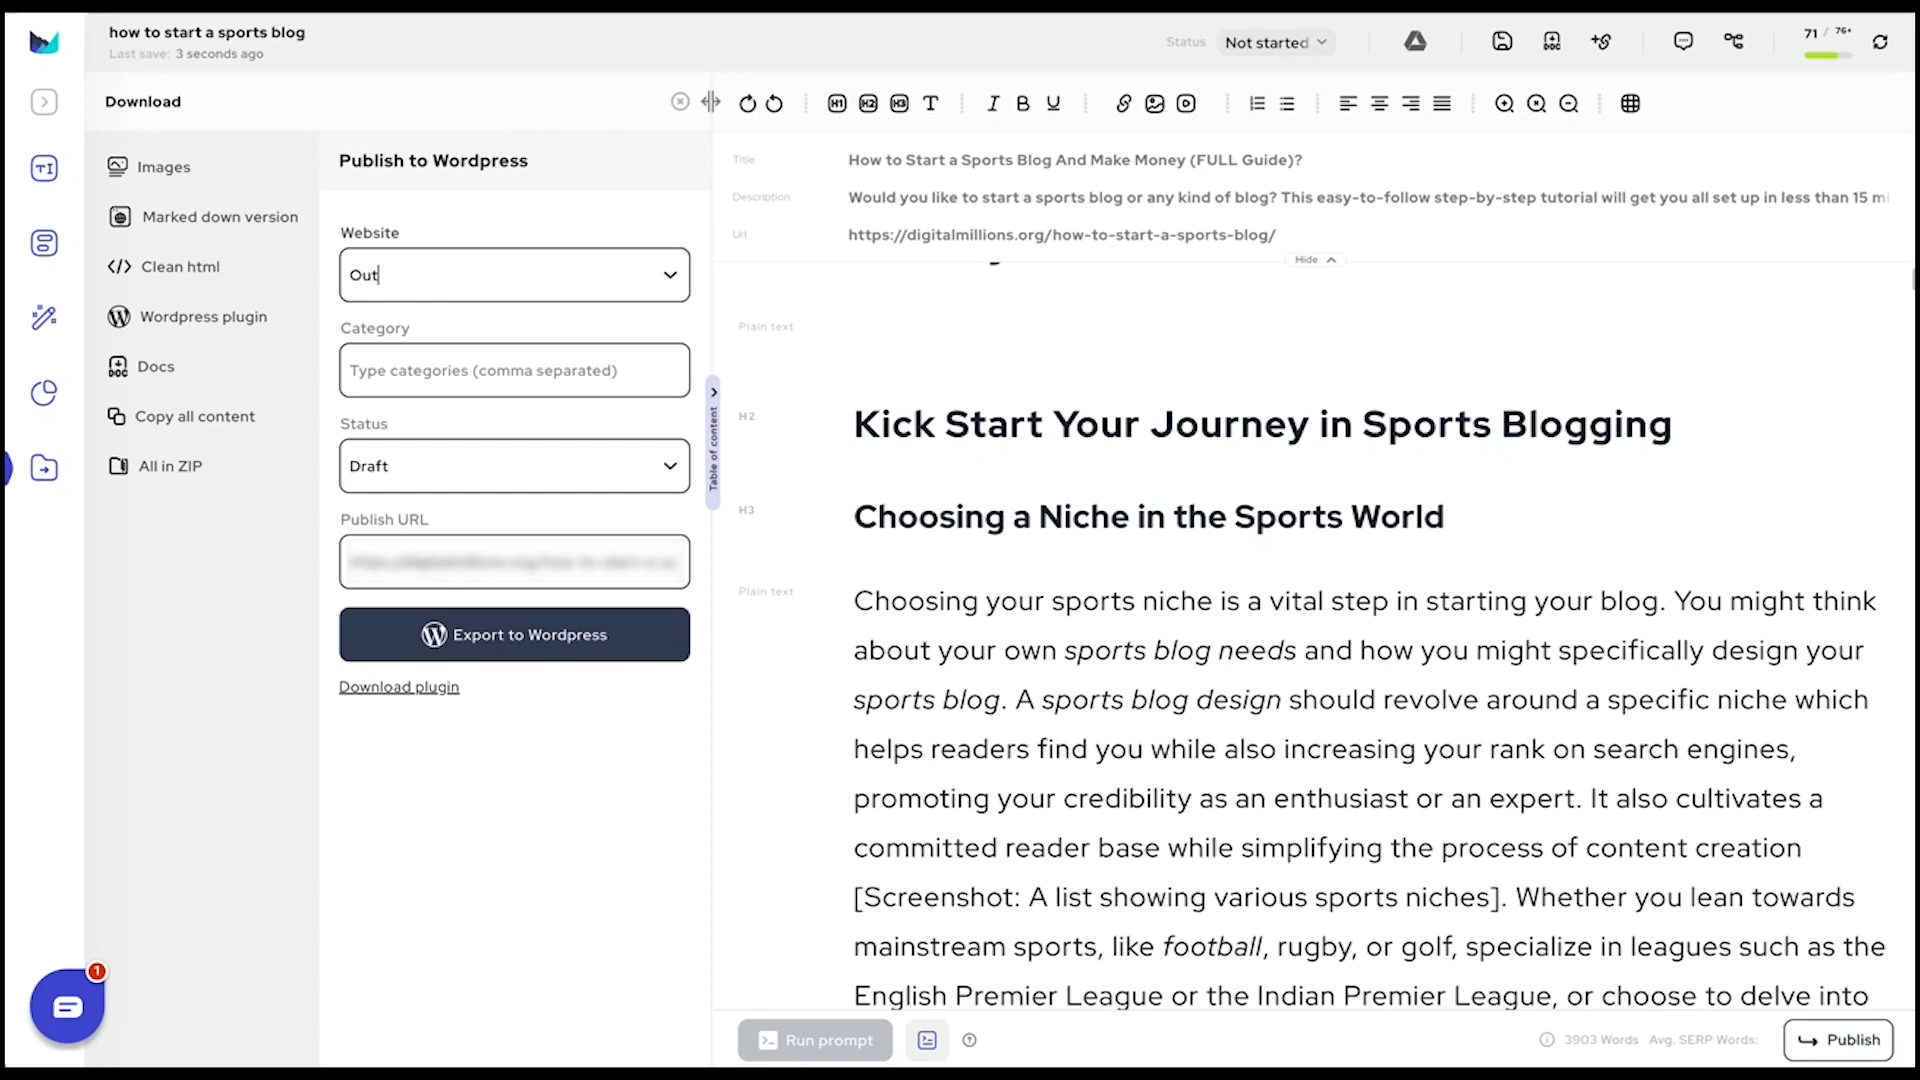 how to start a sports blog
Last save: 3 seconds ago
Status
Not started
71 / 76+
Download
Images
Marked down version
Clean html
Wordpress plugin
Docs
Copy all content
All in ZIP
Publish to Wordpress
Website
Out
Category
Type categories (comma separated)
Status
Draft
Publish URL
Export to Wordpress
Download plugin
Table of content
H1 H2 H3 T I B U
Title
How to Start a Sports Blog And Make Money (FULL Guide)?
Description
Would you like to start a sports blog or any kind of blog? This easy-to-follow step-by-step tutorial will get you all set up in less than 15 mi
Url
https://digitalmillions.org/how-to-start-a-sports-blog/
Hide
Plain text
H2
Kick Start Your Journey in Sports Blogging
H3
Choosing a Niche in the Sports World
Plain text
Choosing your sports niche is a vital step in starting your blog. You might think
about your own sports blog needs and how you might specifically design your
sports blog. A sports blog design should revolve around a specific niche which
helps readers find you while also increasing your rank on search engines,
promoting your credibility as an enthusiast or an expert. It also cultivates a
committed reader base while simplifying the process of content creation
[Screenshot: A list showing various sports niches]. Whether you lean towards
mainstream sports, like football, rugby, or golf, specialize in leagues such as the
English Premier League or the Indian Premier League, or choose to delve into
1
Run prompt
3903 Words
Avg. SERP Words:
Publish